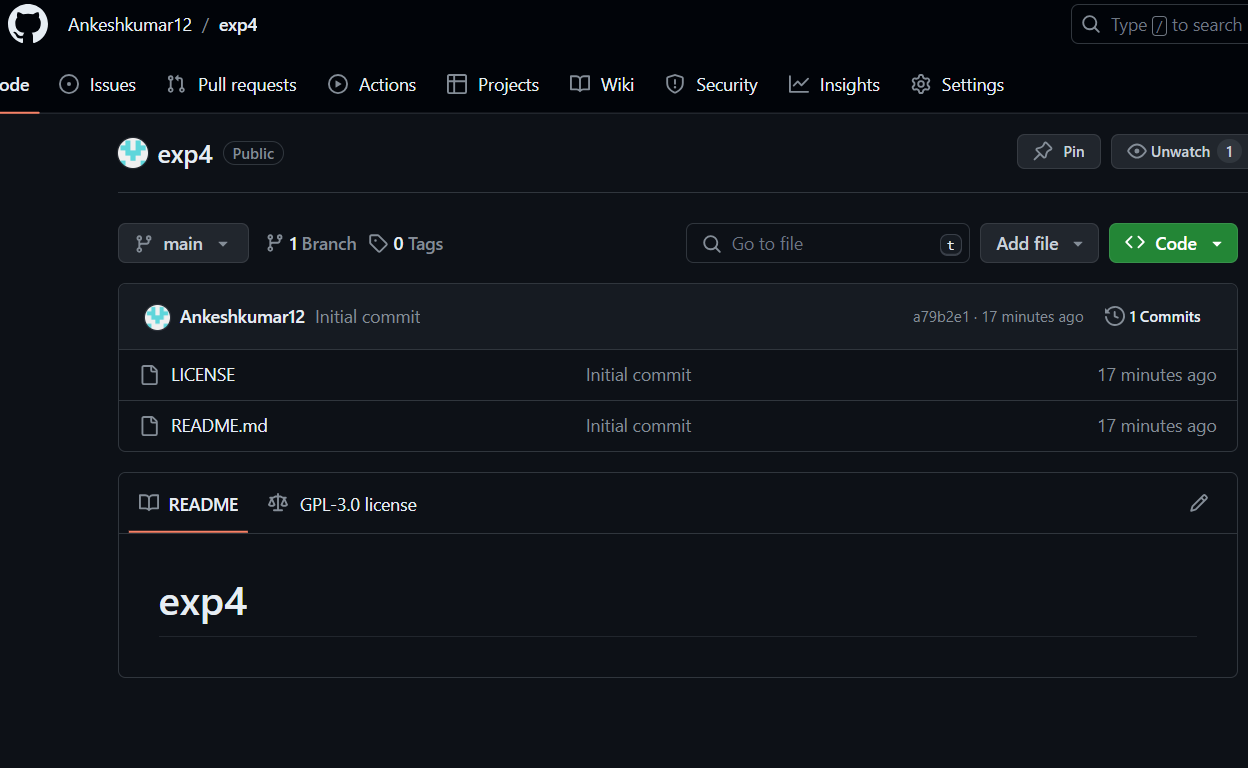 Ankeshkumar12 / exp4
Type / to search
ode Issues Pull requests Actions Projects Wiki Security Insights Settings
exp4 Public Pin Unwatch 1
main 1 Branch 0 Tags Go to file t Add file Code
Ankeshkumar12 Initial commit a79b2e1 · 17 minutes ago 1 Commits
LICENSE Initial commit 17 minutes ago
README.md Initial commit 17 minutes ago
README GPL-3.0 license
exp4